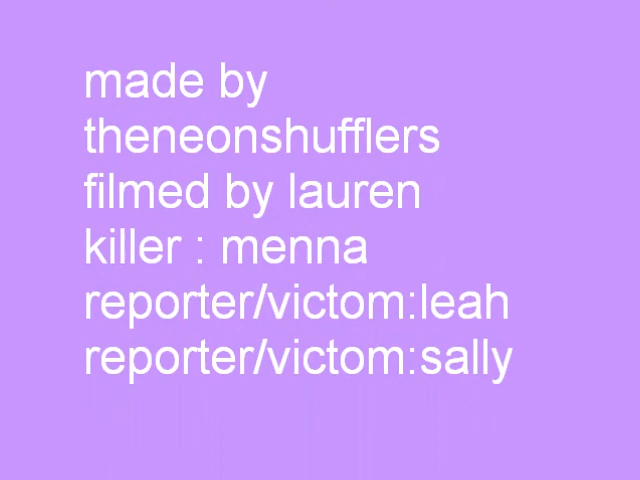 made by
theneonshufflers
filmed by lauren
killer : menna
reporter/victom:leah
reporter/victom:sally